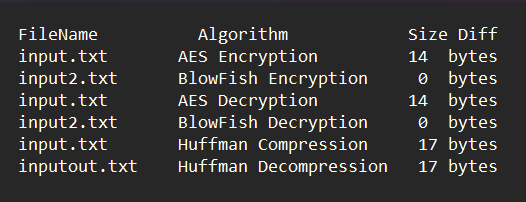 FileName Algorithm Size Diff
input.txt AES Encryption 14 bytes
input2.txt BlowFish Encryption 0 bytes
input.txt AES Decryption 14 bytes
input2.txt BlowFish Decryption 0 bytes
input.txt Huffman Compression 17 bytes
inputout.txt Huffman Decompression 17 bytes